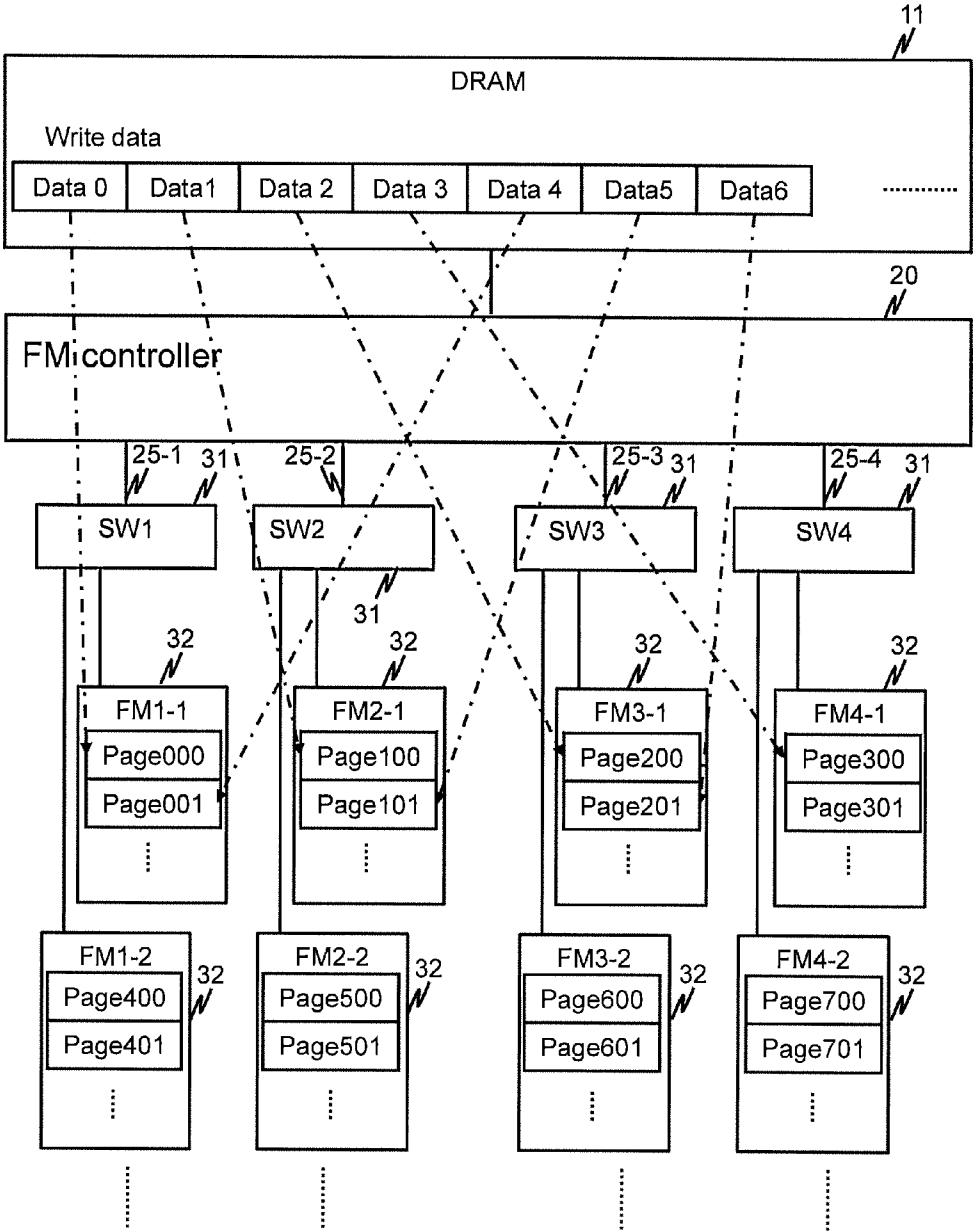 11
DRAM
Write data
Data 0 Data1 Data 2 Data 3 Data 4 Data5 Data6
20
FM controller
25-1 31 25-2 25-3 31 25-4 31
SW1 SW2 SW3 SW4
31
32 32 32 32
FM1-1 FM2-1 FM3-1 FM4-1
Page000 Page100 Page200 Page300
Page001 Page101 Page201 Page301
FM1-2 FM2-2 FM3-2 FM4-2
32 32 32 32
Page400 Page500 Page600 Page700
Page401 Page501 Page601 Page701